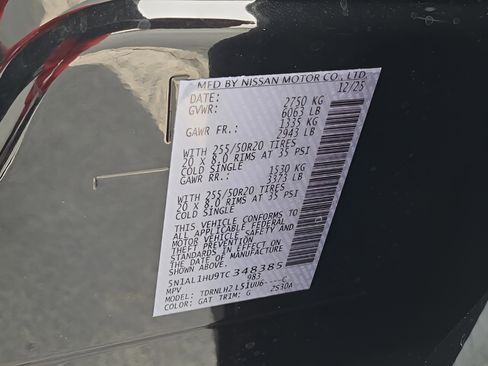 MFD BY NISSAN MOTOR CO., LTD.
DATE: 12/25
GVWR: 2750 KG
6063 LB
GAWR FR.: 1335 KG
2943 LB
WITH 255/50R20 TIRES
20 X 8.0 RIMS AT 35 PSI
COLD SINGLE
GAWR RR.: 1530 KG
3373 LB
WITH 255/50R20 TIRES
20 X 8.0 RIMS AT 35 PSI
COLD SINGLE
THIS VEHICLE CONFORMS TO
ALL APPLICABLE FEDERAL
MOTOR VEHICLE SAFETY AND
THEFT PREVENTION
STANDARDS IN EFFECT ON
THE DATE OF MANUFACTURE
SHOWN ABOVE.
5N1AL1HU9TC348385
MPV 983
MODEL: TDRNLHZ L51UU6----C
COLOR: GAT TRIM: G 2530A